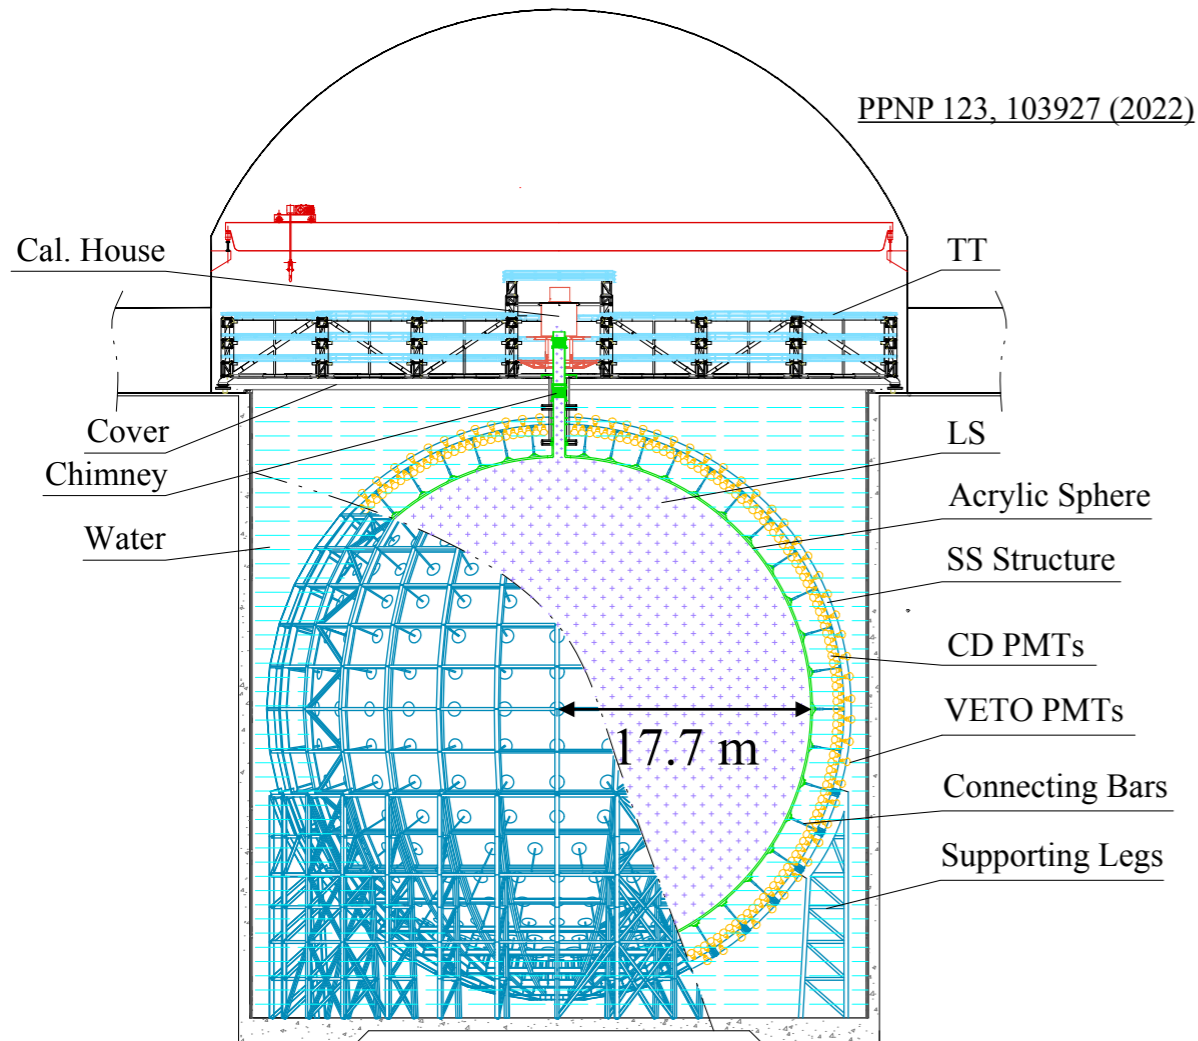 PPNP 123, 103927 (2022)
Cal. House
TT
Cover
LS
Chimney
Acrylic Sphere
Water
SS Structure
CD PMTs
VETO PMTs
17.7 m
Connecting Bars
Supporting Legs